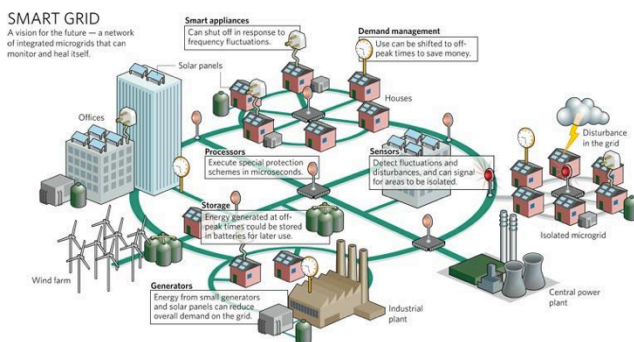 SMART GRID
A vision for the future — a network
of integrated microgrids that can
monitor and heal itself.
Smart appliances
Can shut off in response to
frequency fluctuations.
Demand management
Use can be shifted to off-
peak times to save money.
Solar panels
Houses
Offices
Disturbance
in the grid
Processors
Execute special protection
schemes in microseconds.
Sensors
Detect fluctuations and
disturbances, and can signal
for areas to be isolated.
Storage
Energy generated at off-
peak times could be stored
in batteries for later use.
Isolated microgrid
Wind farm
Generators
Energy from small generators
and solar panels can reduce
overall demand on the grid.
Industrial
plant
Central power
plant